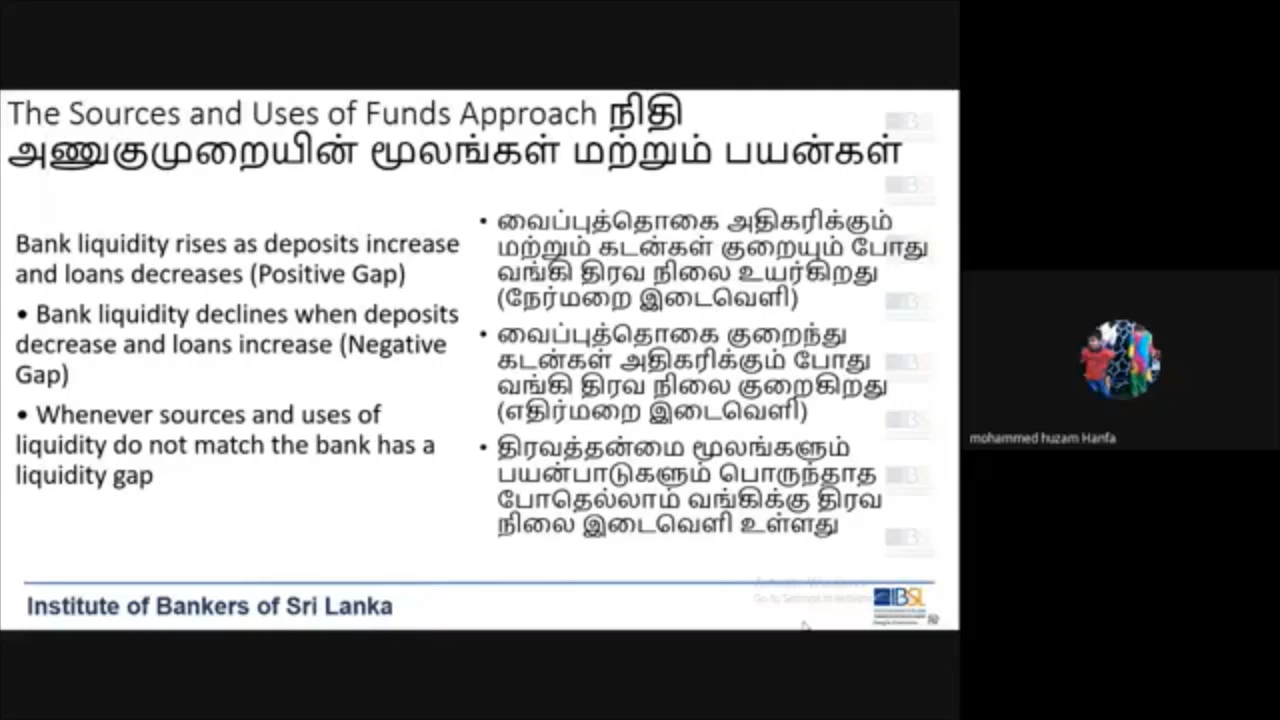 The Sources and Uses of Funds Approach நிதி
அணுகுமுறையின் மூலங்கள் மற்றும் பயன்கள்
Bank liquidity rises as deposits increase
and loans decreases (Positive Gap)
• Bank liquidity declines when deposits
decrease and loans increase (Negative
Gap)
• Whenever sources and uses of
liquidity do not match the bank has a
liquidity gap
• வைப்புத்தொகை அதிகரிக்கும்
மற்றும் கடன்கள் குறையும் போது
வங்கி திரவ நிலை உயர்கிறது
(நேர்மறை இடைவெளி)
• வைப்புத்தொகை குறைந்து
கடன்கள் அதிகரிக்கும் போது
வங்கி திரவ நிலை குறைகிறது
(எதிர்மறை இடைவெளி)
• திரவத்தன்மை மூலங்களும்
பயன்பாடுகளும் பொருந்தாத
போதெல்லாம் வங்கிக்கு திரவ
நிலை இடைவெளி உள்ளது
Institute of Bankers of Sri Lanka
IBSL
mohammed huzam Hanfa